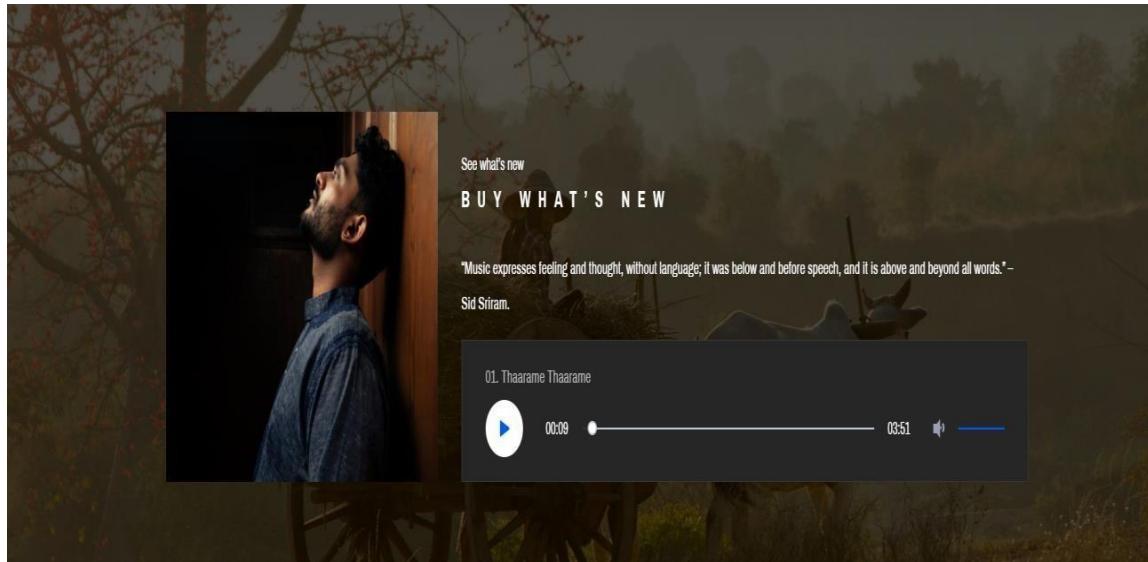 See what's new
BUY WHAT'S NEW
"Music expresses feeling and thought, without language; it was below and before speech, and it is above and beyond all words." –
Sid Sriram.
01. Thaarame Thaarame
00:09 03:51